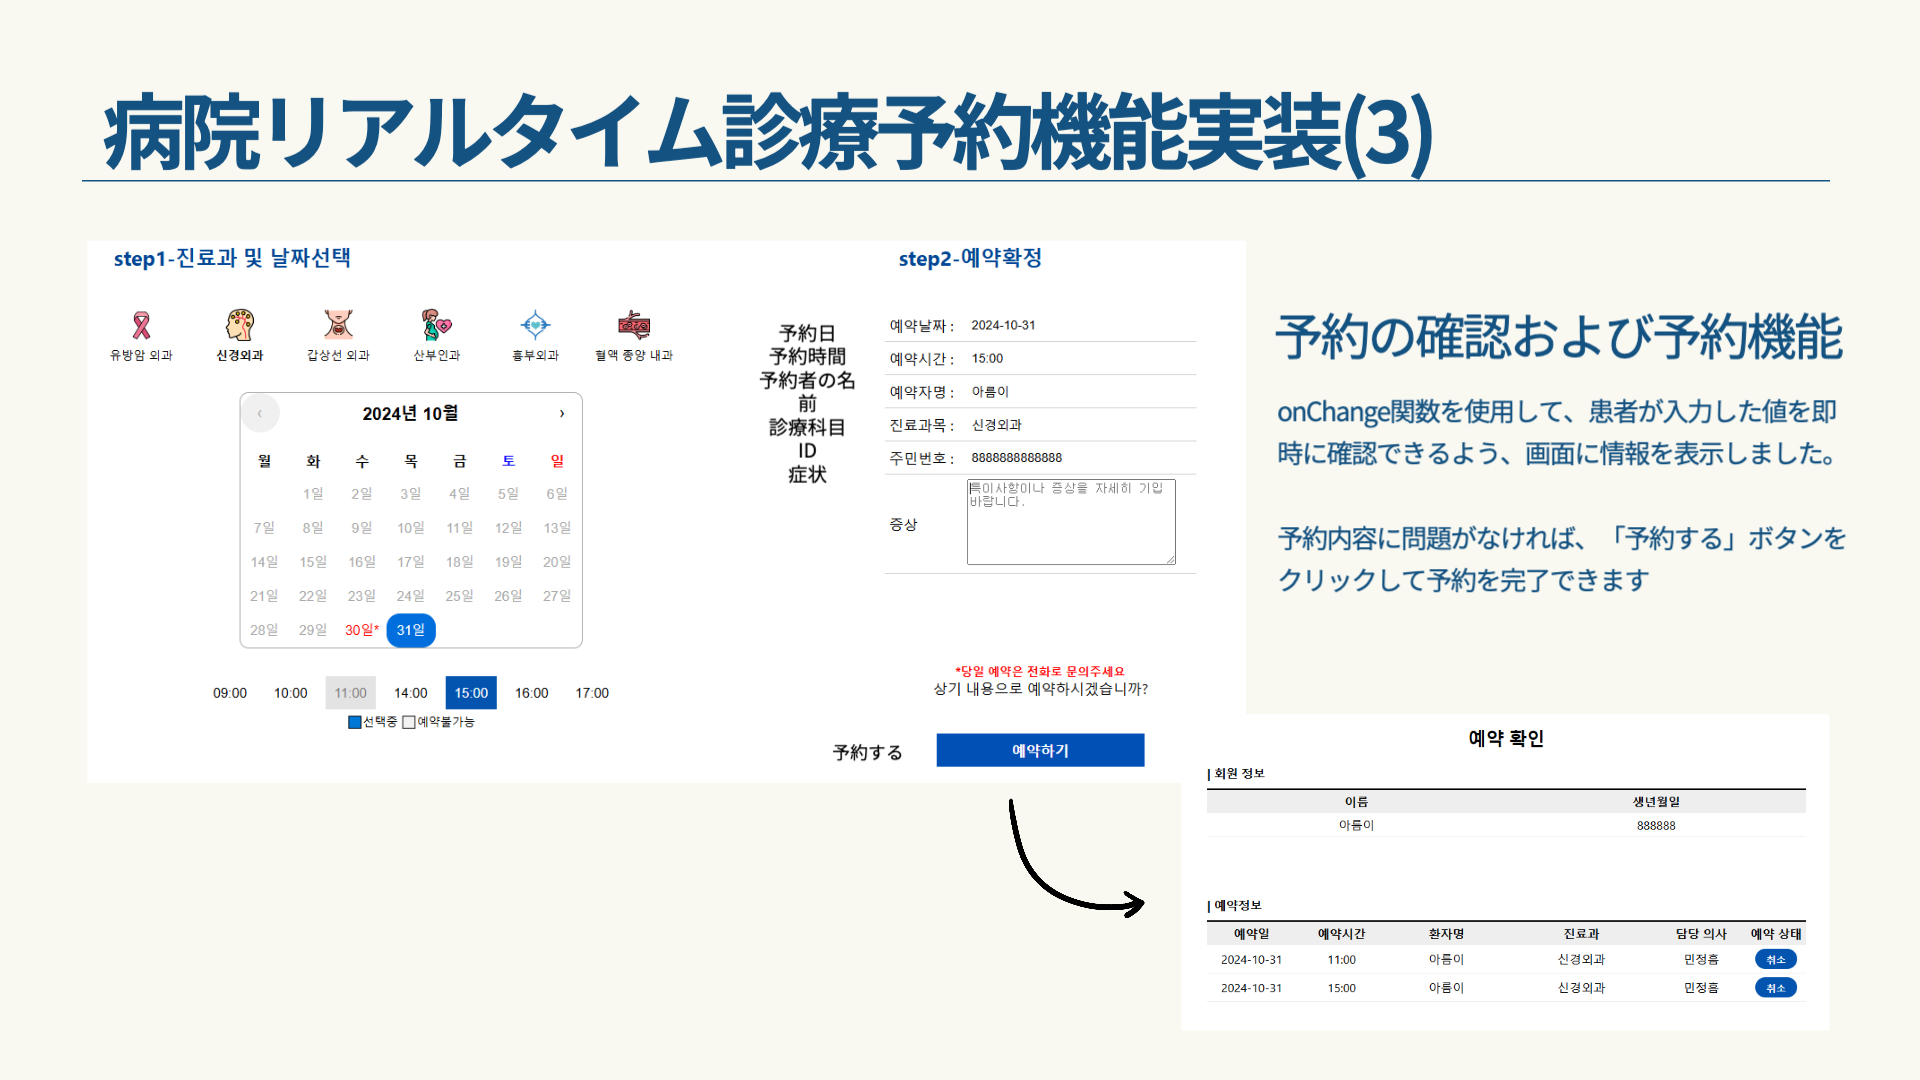 病院リアルタイム診療予約機能実装(3)
step1-진료과 및 날짜선택
유방암 외과 신경외과 갑상선 외과 산부인과 흉부외과 혈액 종양 내과
‹ 2024년 10월 ›
월 화 수 목 금 토 일
1일 2일 3일 4일 5일 6일
7일 8일 9일 10일 11일 12일 13일
14일 15일 16일 17일 18일 19일 20일
21일 22일 23일 24일 25일 26일 27일
28일 29일 30일* 31일
09:00 10:00 11:00 14:00 15:00 16:00 17:00
선택중 예약불가능
予約日
予約時間
予約者の名
前
診療科目
ID
症状
step2-예약확정
예약날짜 : 2024-10-31
예약시간 : 15:00
예약자명 : 아름이
진료과목 : 신경외과
주민번호 : 8888888888888
증상
특이사항이나 증상을 자세히 기입
바랍니다.
*당일 예약은 전화로 문의주세요
상기 내용으로 예약하시겠습니까?
予約する 예약하기
予約の確認および予約機能
onChange関数を使用して、患者が入力した値を即
時に確認できるよう、画面に情報を表示しました。
予約内容に問題がなければ、「予約する」ボタンを
クリックして予約を完了できます
예약 확인
| 회원 정보
이름 생년월일
아름이 888888
| 예약정보
예약일 예약시간 환자명 진료과 담당 의사 예약 상태
2024-10-31 11:00 아름이 신경외과 민정흠 취소
2024-10-31 15:00 아름이 신경외과 민정흠 취소